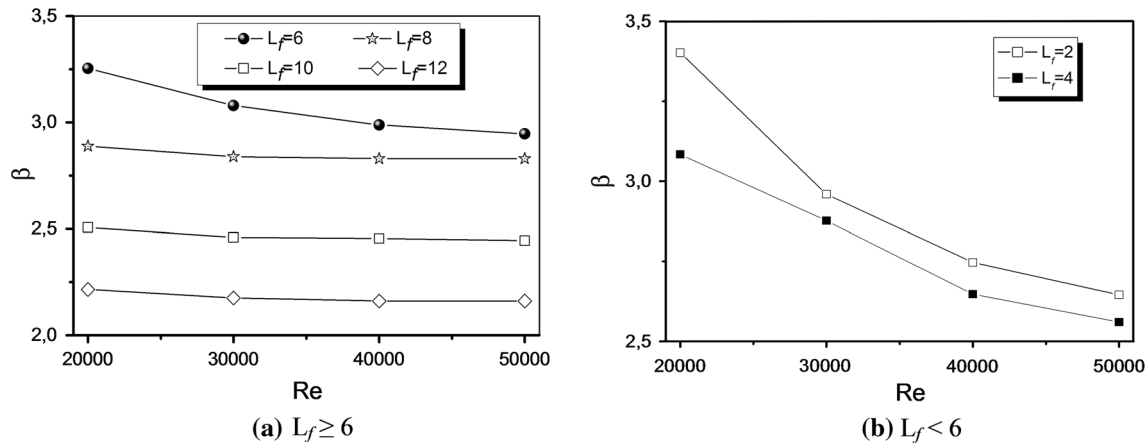 3,5
3,0
2,5
2,0
β
L_f=6
L_f=8
L_f=10
L_f=12
20000 30000 40000 50000
Re
(a) L_f ≥ 6
3,5
3,0
2,5
β
L_f=2
L_f=4
20000 30000 40000 50000
Re
(b) L_f < 6